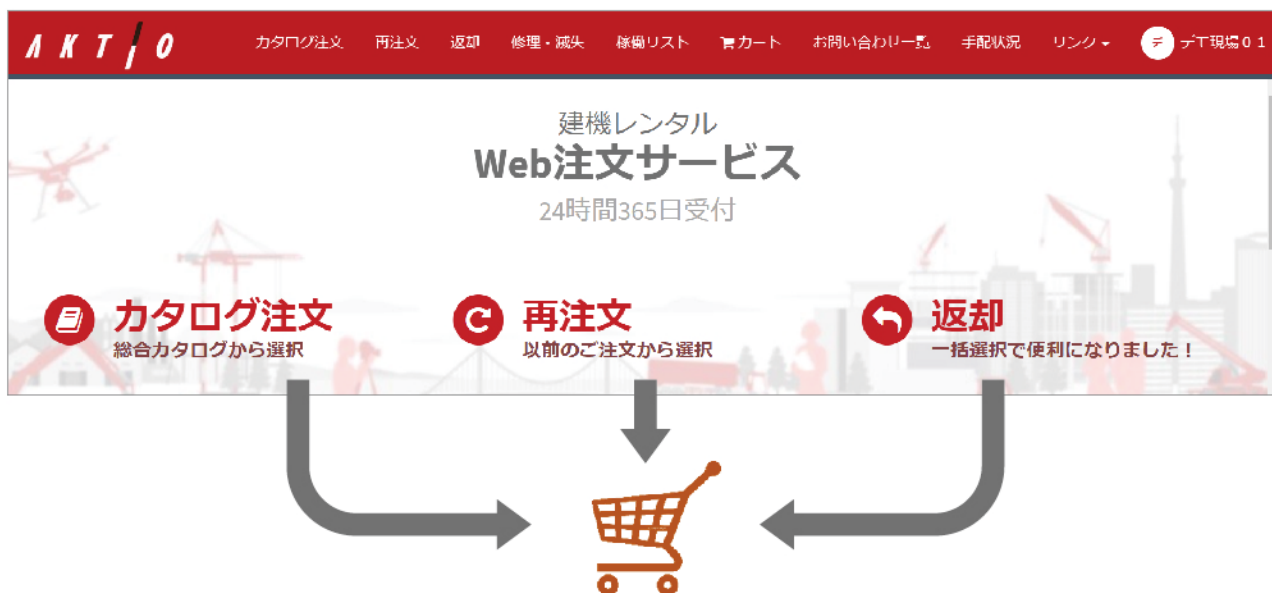 AKTIO
カタログ注文 再注文 返却 修理・滅失 稼働リスト カート お問い合わせ一覧 手配状況 リンク デ デモ現場01
建機レンタル
Web注文サービス
24時間365日受付
カタログ注文
総合カタログから選択
再注文
以前のご注文から選択
返却
一括選択で便利になりました！